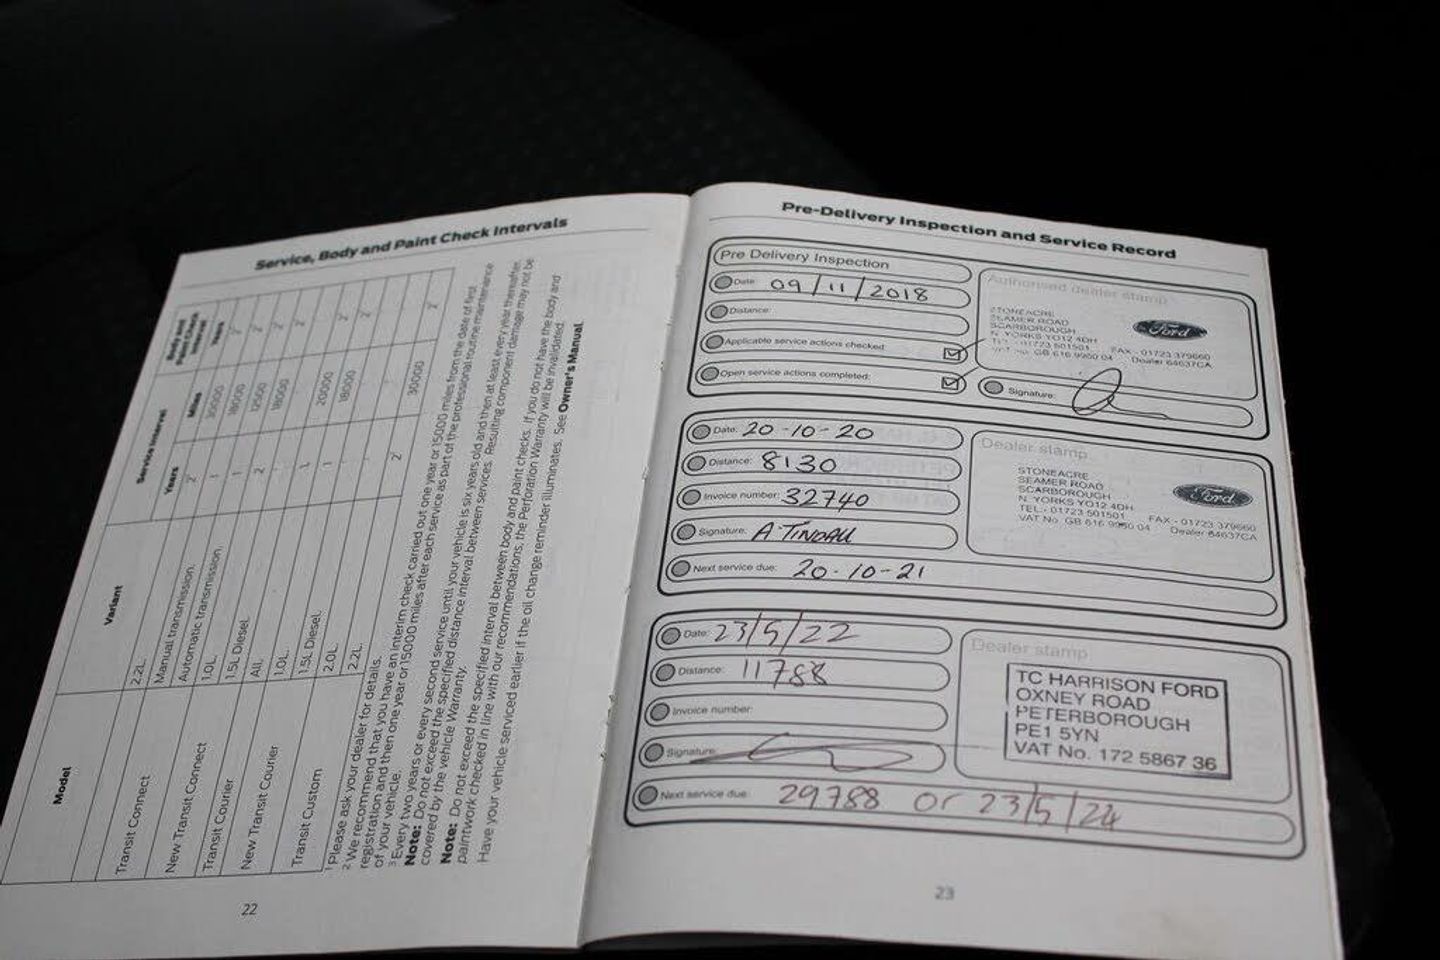 Service, Body and Paint Check Intervals
Model
Variant
Service Interval
Years
Miles
Body and Paint Check Interval
Years
Transit Connect
2.2L
2
30000
2
New Transit Connect
Manual transmission.
1
18000
2
Automatic transmission.
1
12500
2
Transit Courier
1.0L
2
18000
2
1.5L Diesel.
New Transit Courier
All.
1
20000
1.0L.
1
18000
2
1.5L Diesel.
Transit Custom
2.0L
2.2L.
2
30000
2
1 Please ask your dealer for details.
2 We recommend that you have an interim check carried out one year or 15000 miles from the date of first
registration and then one year or 15000 miles after each service as part of the professional routine maintenance
of your vehicle.
3 Every two years or every second service until your vehicle is six years old and then at least every year thereafter.
Note: Do not exceed the specified distance interval between services. Resulting component damage may not be
covered by the vehicle Warranty.
Note: Do not exceed the specified interval between body and paint checks. If you do not have the body and
paintwork checked in line with our recommendations, the Perforation Warranty will be invalidated.
Have your vehicle serviced earlier if the oil change reminder illuminates. See Owner's Manual.
22
Pre-Delivery Inspection and Service Record
Pre Delivery Inspection
Date: 09/11/2018
Distance:
Applicable service actions checked:
Open service actions completed:
Authorised dealer stamp
STONEACRE
SEAMER ROAD
SCARBOROUGH
N. YORKS YO12 4DH
TEL - 01723 501501 FAX - 01723 379660
VAT No. GB 616 9950 04 Dealer 64637CA
Ford
Signature:
Date: 20-10-20
Distance: 8130
Invoice number: 32740
Signature: A TINDALL
Next service due: 20-10-21
Dealer stamp
STONEACRE
SEAMER ROAD
SCARBOROUGH
N. YORKS YO12 4DH
TEL - 01723 501501 FAX - 01723 379660
VAT No. GB 616 9950 04 Dealer 64637CA
Ford
Date: 23/5/22
Distance: 11788
Invoice number:
Signature:
Next service due: 29788 or 23/5/24
Dealer stamp
TC HARRISON FORD
OXNEY ROAD
PETERBOROUGH
PE1 5YN
VAT No. 172 5867 36
23